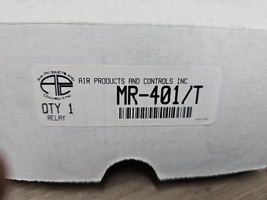 AIR PRODUCTS AND CONTROLS INC
MR-401/T
QTY 1
RELAY